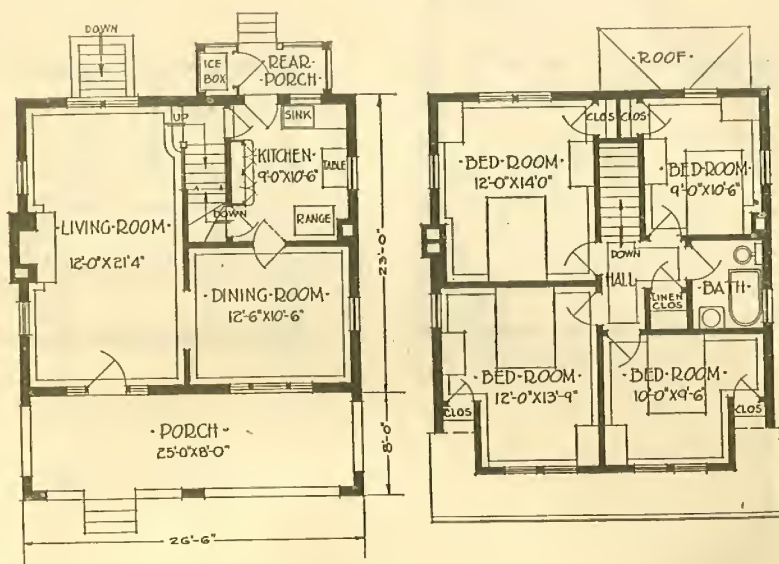 DOWN
ICE
BOX
REAR
PORCH
UP
SINK
KITCHEN
9'-0"X10'-6"
TABLE
DOWN
RANGE
LIVING-ROOM
12'-0"X21'4"
DINING-ROOM
12'-6"X10'-6"
PORCH
25'-0"X8'-0"
23'-0"
8'-0"
26'-6"
ROOF
CLOS
CLOS
BED-ROOM
12'-0"X14'0"
BED-ROOM
9'-0"X10'-6"
DOWN
HALL
LINEN
CLOS
BATH
BED-ROOM
12'-0"X13'-9"
BED-ROOM
10'-0"X9'-6"
CLOS
CLOS